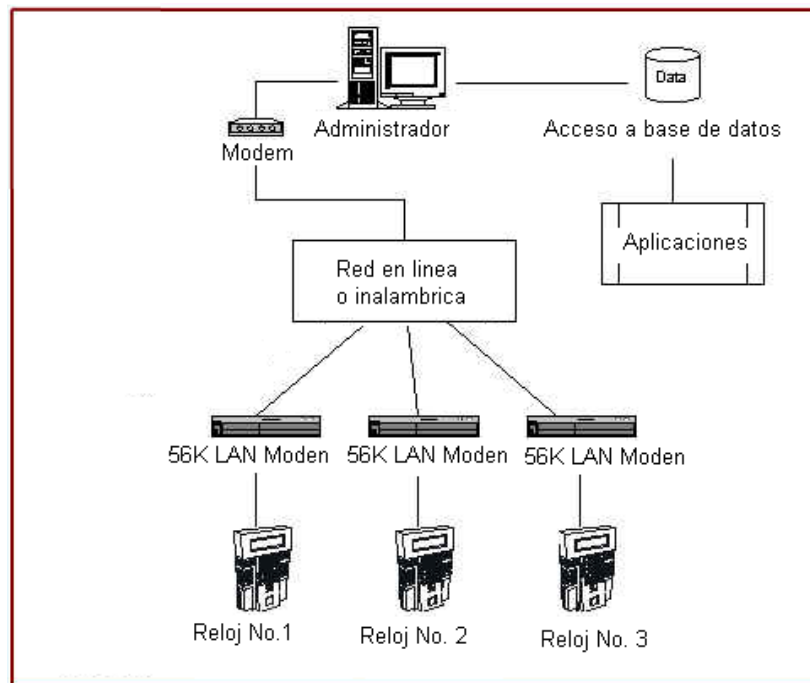 Data
Administrador
Acceso a base de datos
Modem
Aplicaciones
Red en linea
o inalambrica
56K LAN Moden
56K LAN Moden
56K LAN Moden
Reloj No.1
Reloj No. 2
Reloj No. 3